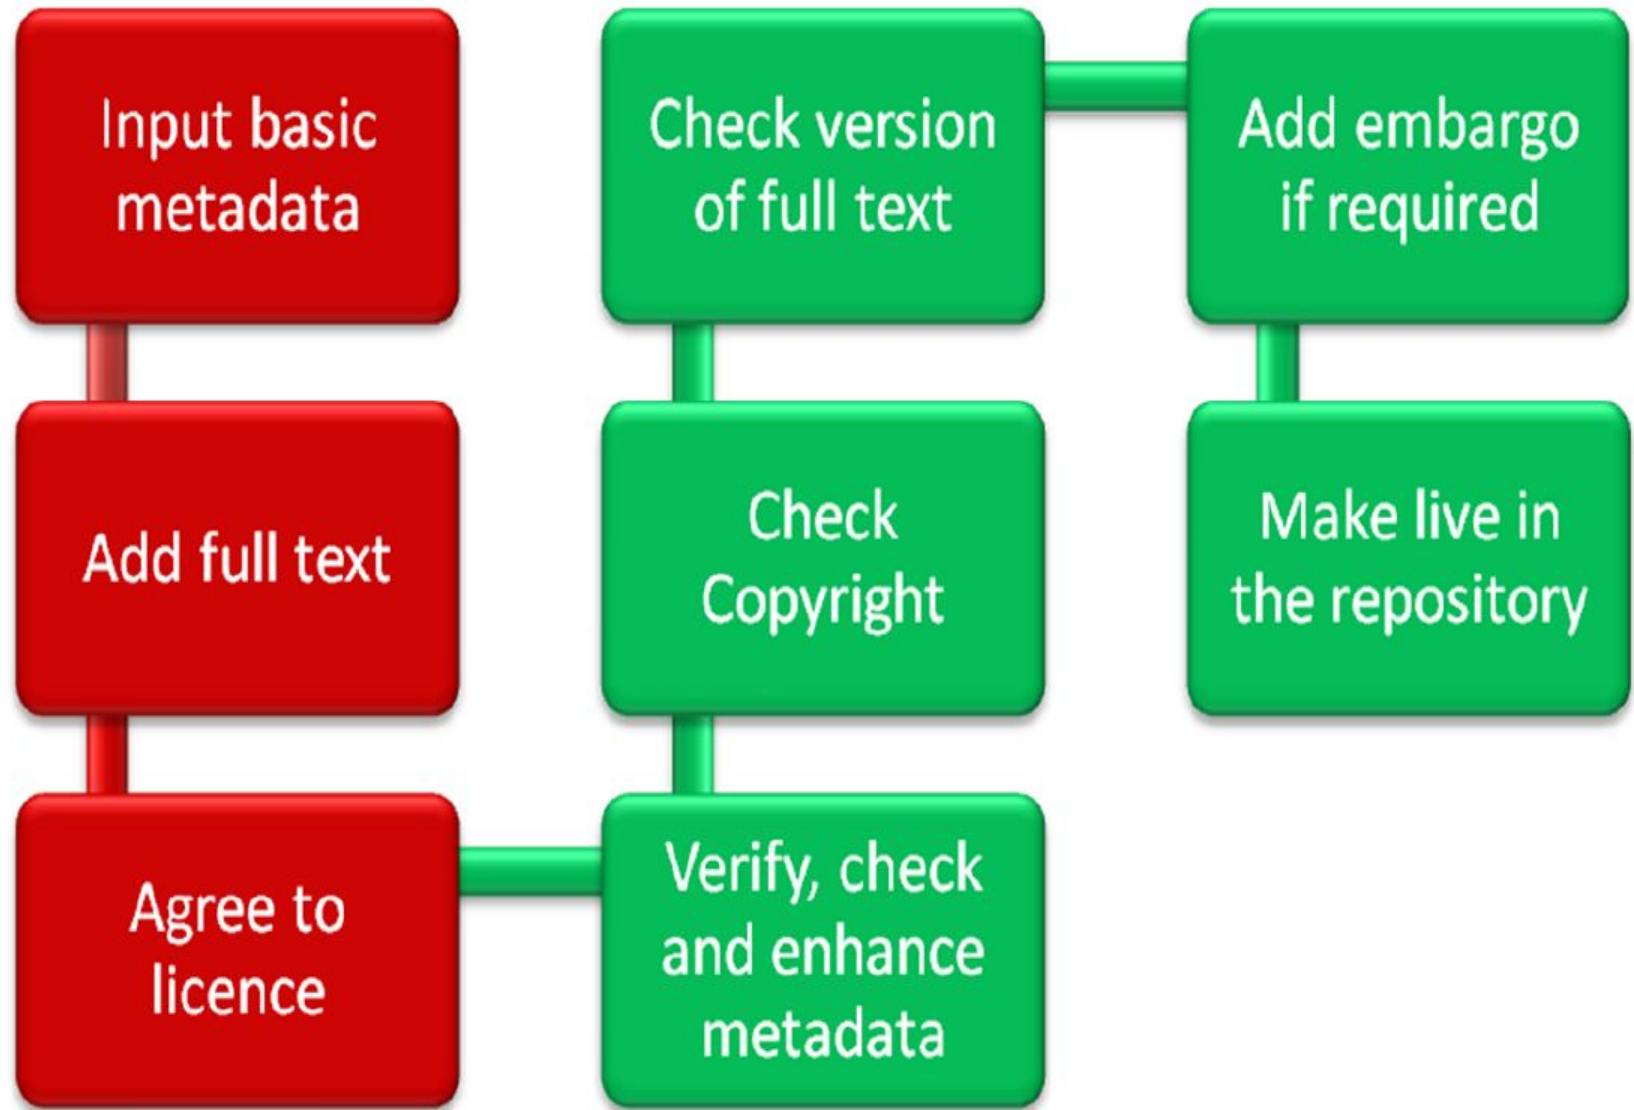 Input basic
metadata
Add full text
Agree to
licence
Verify, check
and enhance
metadata
Check
Copyright
Check version
of full text
Add embargo
if required
Make live in
the repository